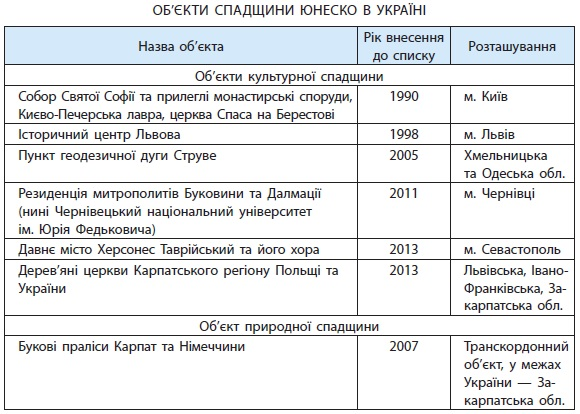 ОБ’ЄКТИ СПАДЩИНИ ЮНЕСКО В УКРАЇНІ
Назва об’єкта
Рік внесення
до списку
Розташування
Об’єкти культурної спадщини
Собор Святої Софії та прилеглі монастирські споруди,
Києво-Печерська лавра, церква Спаса на Берестові
1990
м. Київ
Історичний центр Львова
1998
м. Львів
Пункт геодезичної дуги Струве
2005
Хмельницька
та Одеська обл.
Резиденція митрополитів Буковини та Далмації
(нині Чернівецький національний університет
ім. Юрія Федьковича)
2011
м. Чернівці
Давнє місто Херсонес Таврійський та його хора
2013
м. Севастополь
Дерев’яні церкви Карпатського регіону Польщі та
України
2013
Львівська, Івано-
Франківська, За-
карпатська обл.
Об’єкт природної спадщини
Букові праліси Карпат та Німеччини
2007
Транскордонний
об’єкт, у межах
України — За-
карпатська обл.